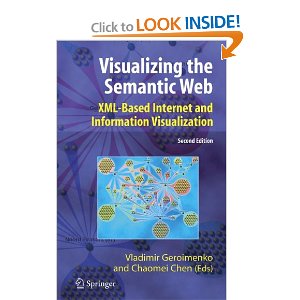 Click to LOOK INSIDE!
Visualizing the
Semantic Web
XML-Based Internet and
Information Visualization
Second Edition
Vladimir Geroimenko
and Chaomei Chen (Eds)
Springer